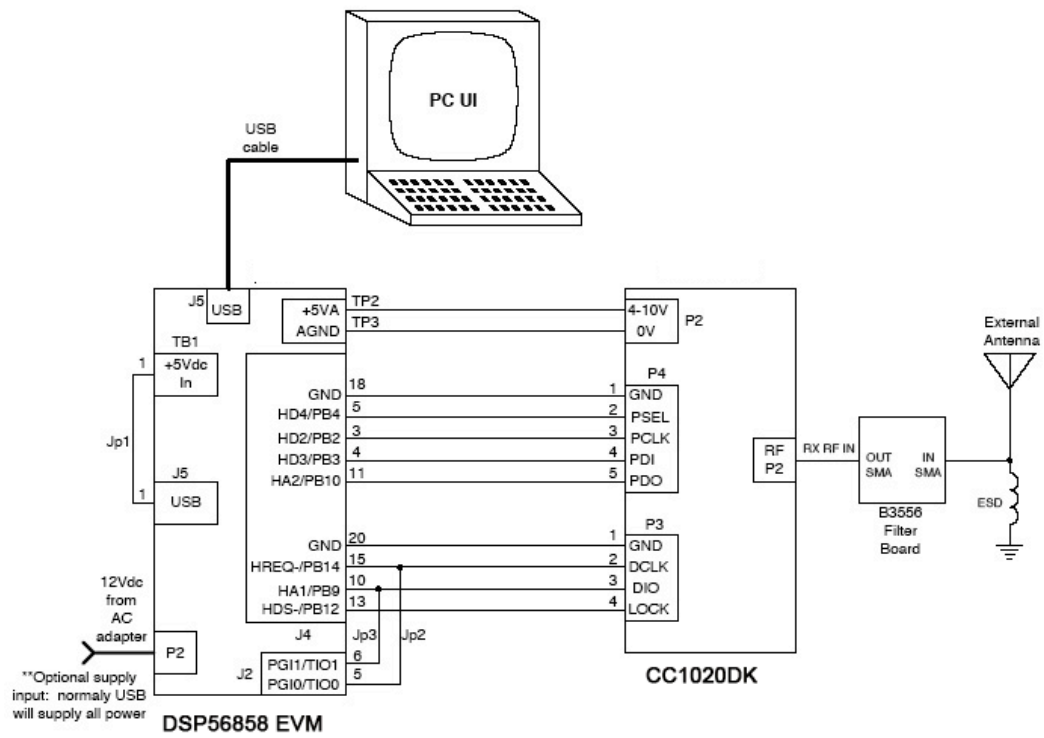 PC UI
USB
cable
J5
USB
+5VA
AGND
TP2
TP3
4-10V
0V
P2
TB1
1
+5Vdc
In
Jp1
J5
1
USB
GND
18
HD4/PB4
5
HD2/PB2
3
HD3/PB3
4
HA2/PB10
11
P4
1
GND
2
PSEL
3
PCLK
4
PDI
5
PDO
GND
20
HREQ-/PB14
15
HA1/PB9
10
HDS-/PB12
13
J4
Jp3
Jp2
P3
1
GND
2
DCLK
3
DIO
4
LOCK
J2
PGI1/TIO1
6
PGI0/TIO0
5
12Vdc
from
AC
adapter
P2
**Optional supply
input: normaly USB
will supply all power
DSP56858 EVM
CC1020DK
RF
P2
RX RF IN
OUT
SMA
IN
SMA
B3556
Filter
Board
External
Antenna
ESD